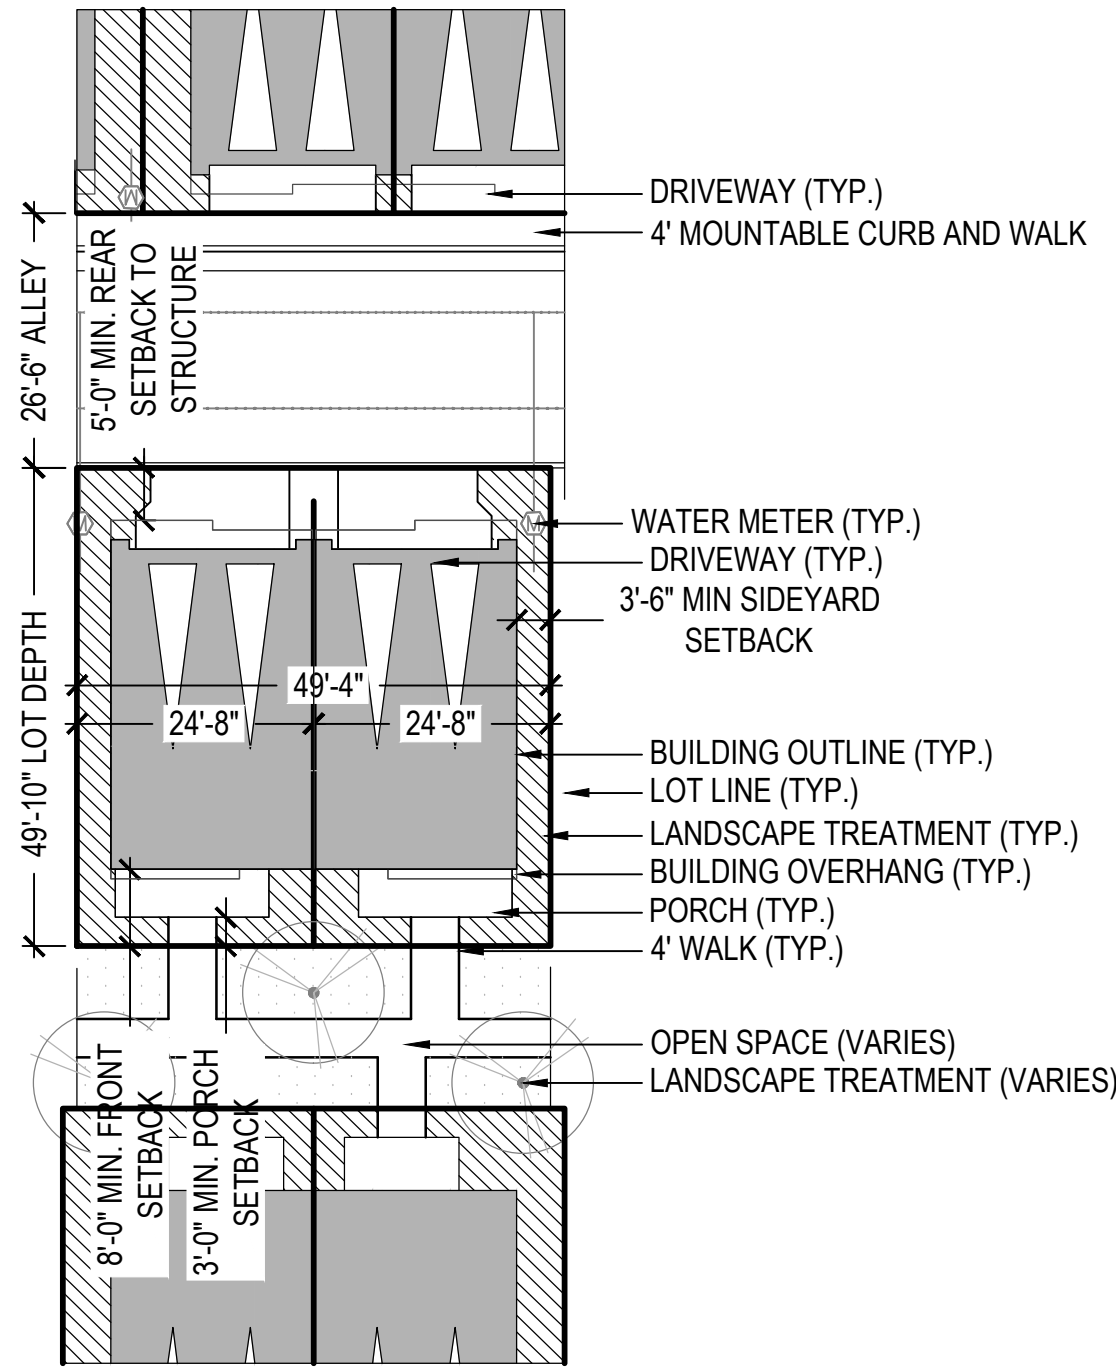 DRIVEWAY (TYP.)
4' MOUNTABLE CURB AND WALK
M
26'-6" ALLEY
5'-0" MIN. REAR
SETBACK TO
STRUCTURE
M
M
WATER METER (TYP.)
DRIVEWAY (TYP.)
3'-6" MIN SIDEYARD
SETBACK
49'-10" LOT DEPTH
49'-4"
24'-8"
24'-8"
BUILDING OUTLINE (TYP.)
LOT LINE (TYP.)
LANDSCAPE TREATMENT (TYP.)
BUILDING OVERHANG (TYP.)
PORCH (TYP.)
4' WALK (TYP.)
OPEN SPACE (VARIES)
LANDSCAPE TREATMENT (VARIES)
8'-0" MIN. FRONT
SETBACK
3'-0" MIN. PORCH
SETBACK